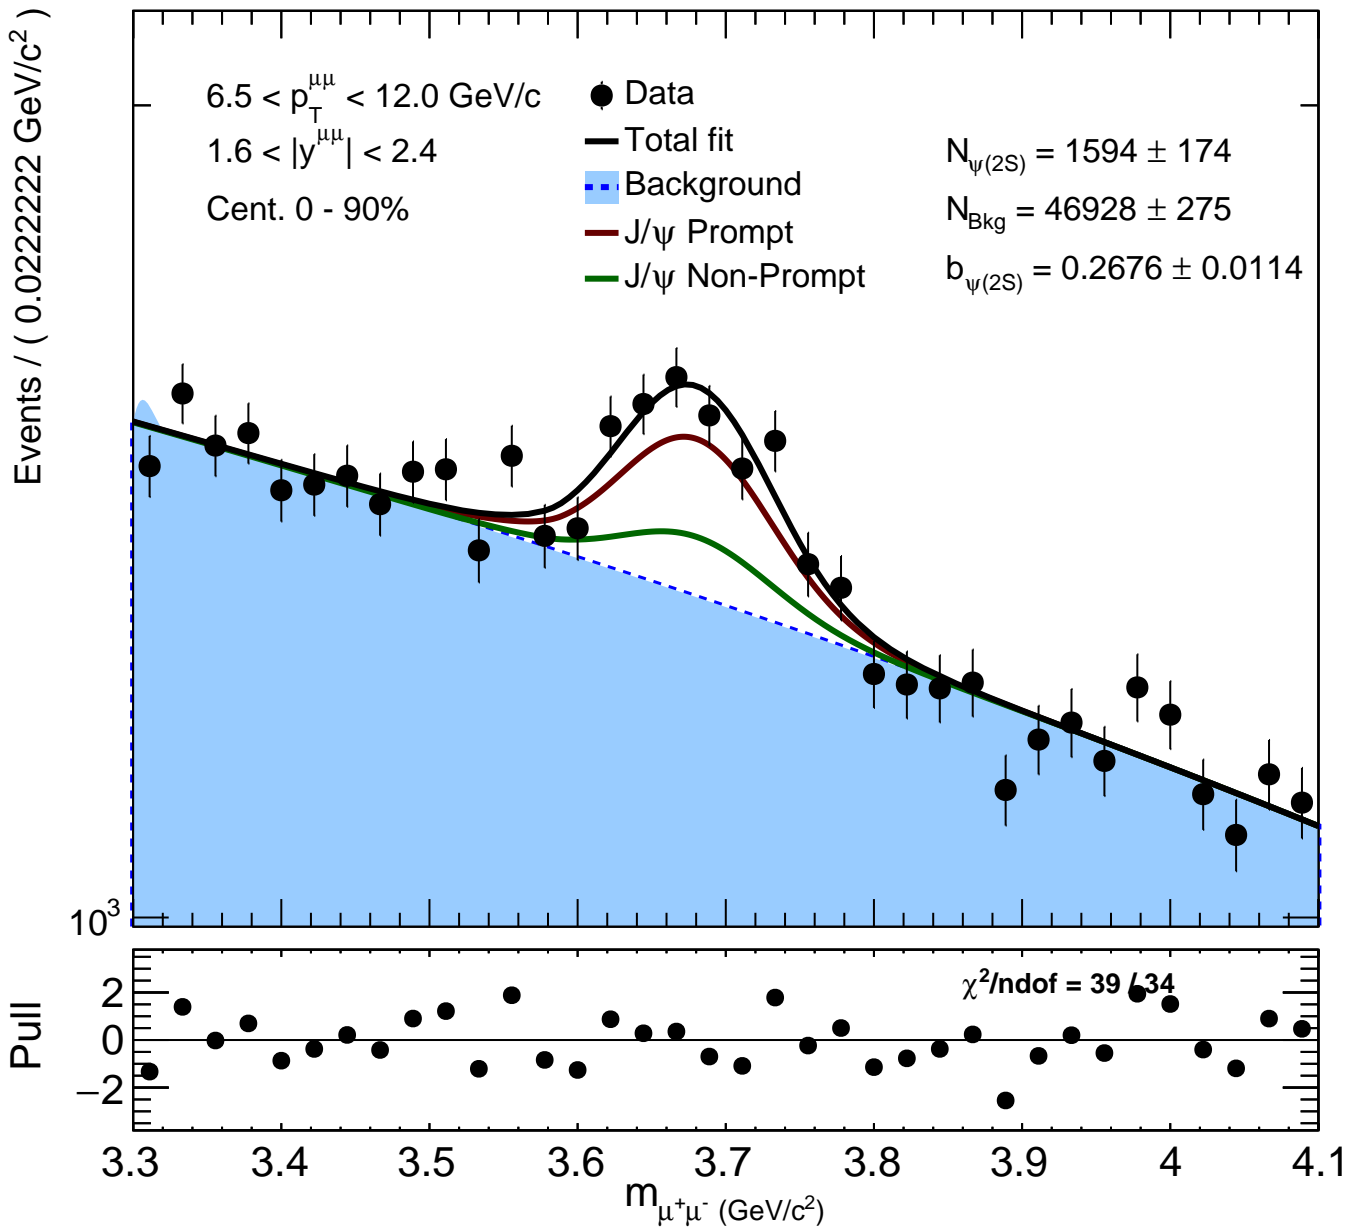 Events / ( 0.0222222 GeV/c² )
6.5 < p_T^μμ < 12.0 GeV/c
1.6 < |y^μμ| < 2.4
Cent. 0 - 90%
Data
Total fit
Background
J/ψ Prompt
J/ψ Non-Prompt
N_ψ(2S) = 1594 ± 174
N_Bkg = 46928 ± 275
b_ψ(2S) = 0.2676 ± 0.0114
10³
Pull
2
0
−2
χ²/ndof = 39 / 34
3.3 3.4 3.5 3.6 3.7 3.8 3.9 4 4.1
m_μ⁺μ⁻ (GeV/c²)